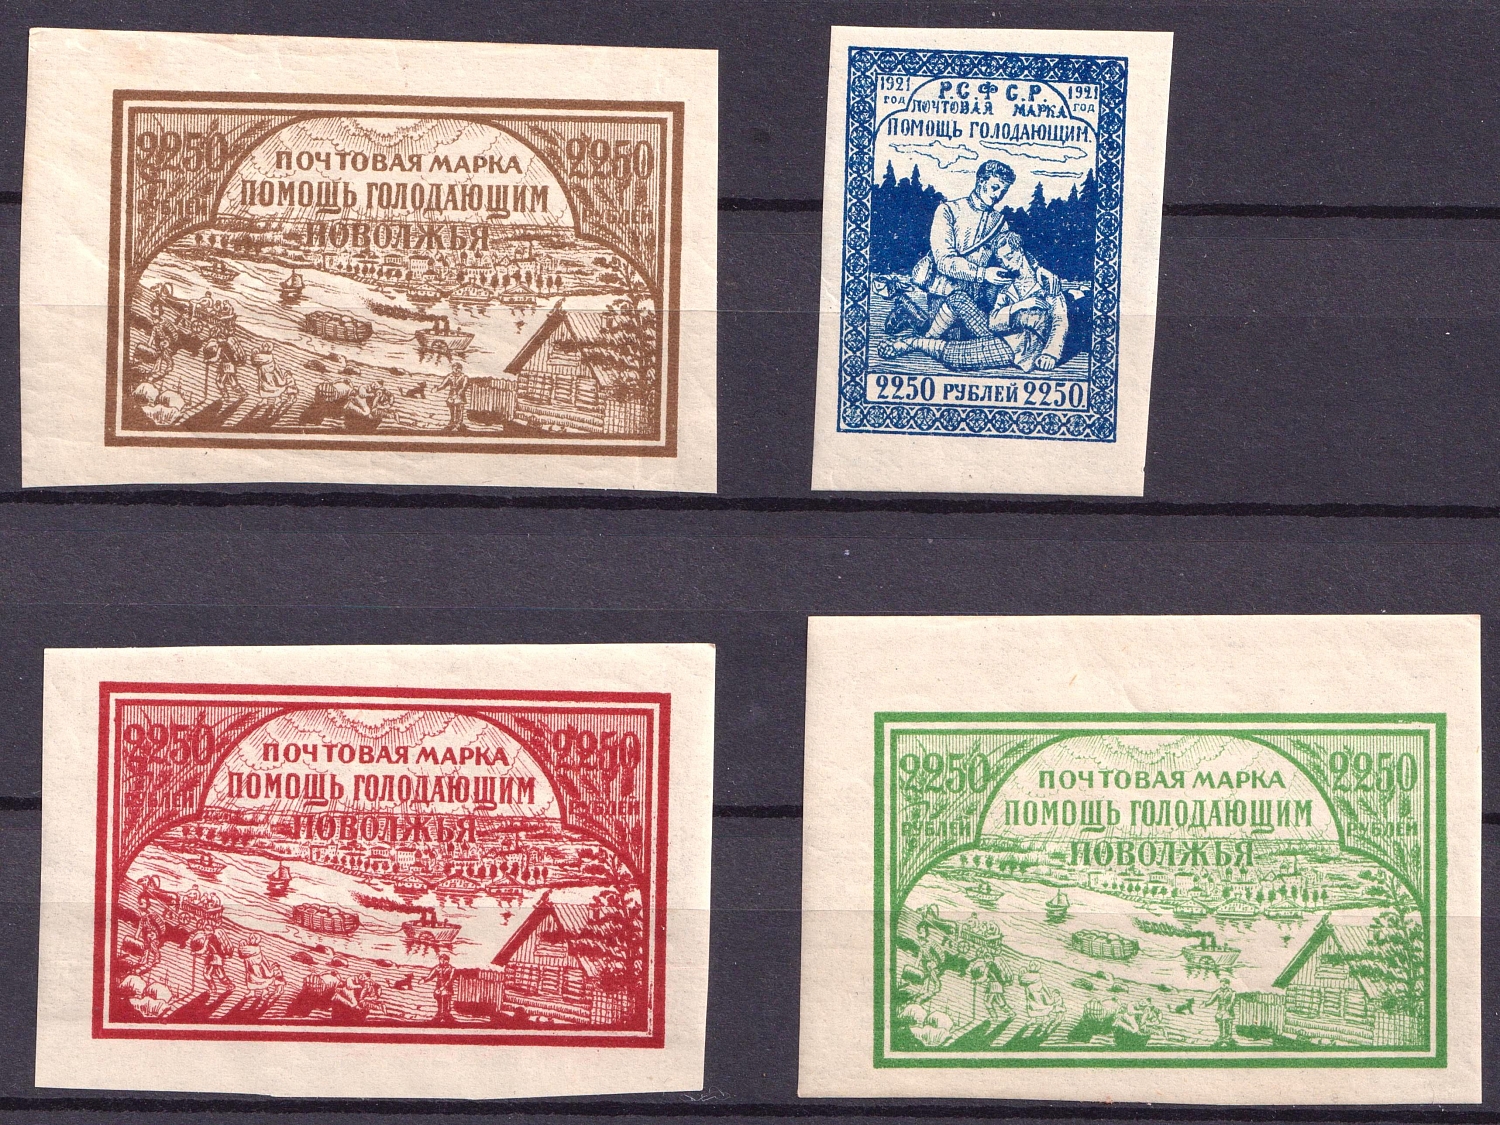 2250 2250
ПОЧТОВАЯ МАРКА
ПОМОЩЬ ГОЛОДАЮЩИМ
ПОВОЛЖЬЯ
РУБЛЕЙ РУБЛЕЙ
1921 Р.С.Ф.С.Р. 1921
ГОД ПОЧТОВАЯ МАРКА ГОД
ПОМОЩЬ ГОЛОДАЮЩИМ.
2250 РУБЛЕЙ 2250
2250 2250
ПОЧТОВАЯ МАРКА
ПОМОЩЬ ГОЛОДАЮЩИМ
ПОВОЛЖЬЯ
РУБЛЕЙ РУБЛЕЙ
2250 2250
ПОЧТОВАЯ МАРКА
ПОМОЩЬ ГОЛОДАЮЩИМ
РУБЛЕЙ РУБЛЕЙ
ПОВОЛЖЬЯ